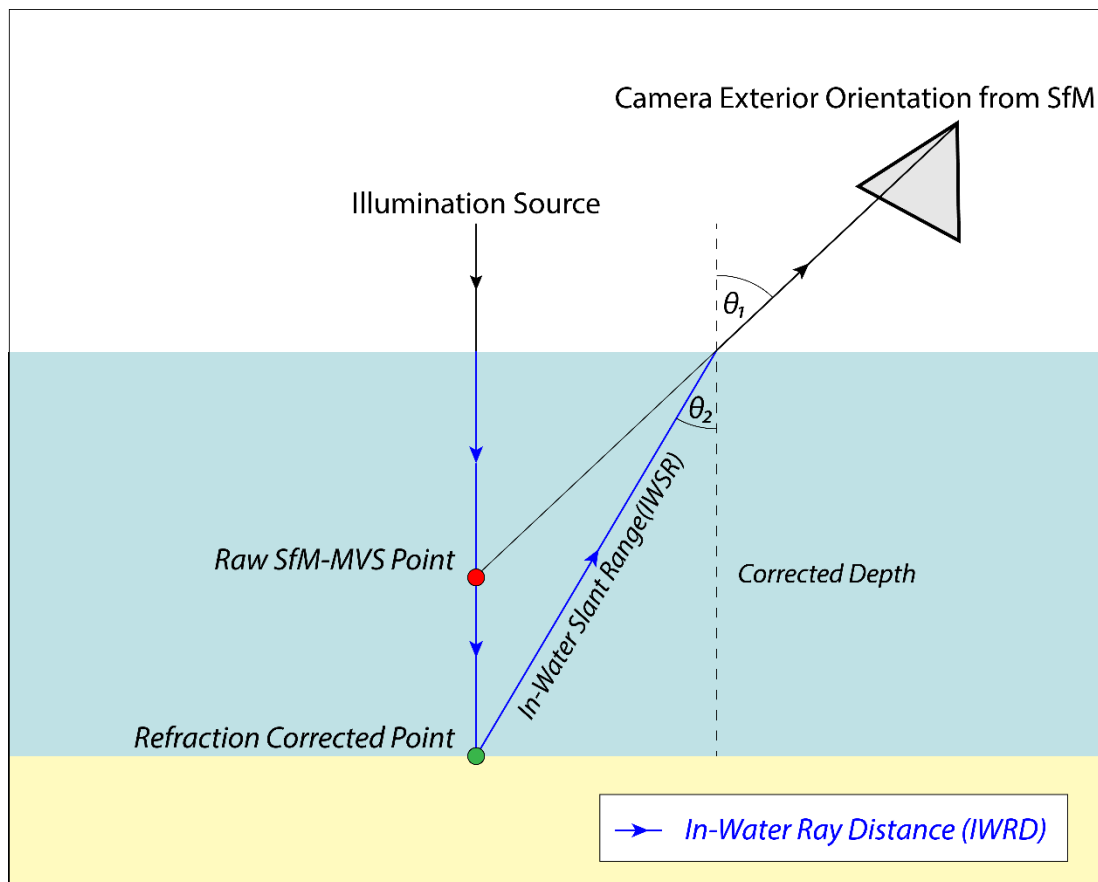 Camera Exterior Orientation from SfM
Illumination Source
θ1
θ2
In-Water Slant Range(IWSR)
Raw SfM-MVS Point
Corrected Depth
Refraction Corrected Point
In-Water Ray Distance (IWRD)